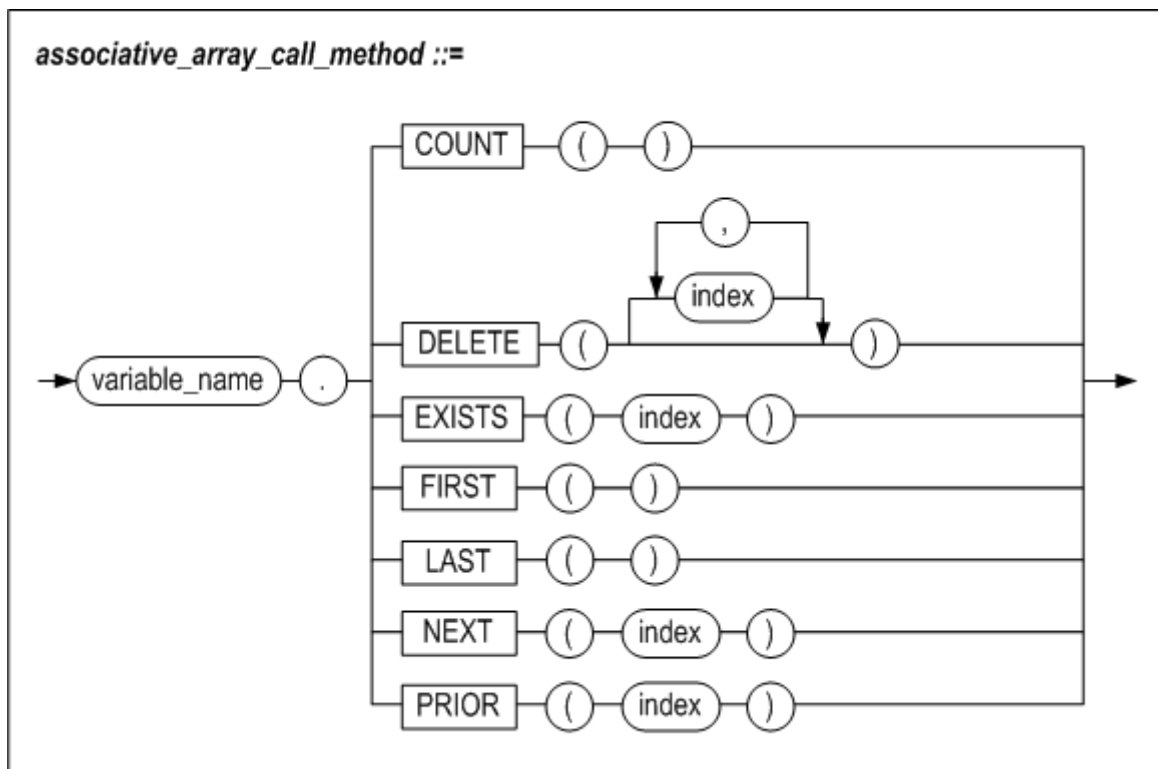 associative_array_call_method ::=
COUNT ( )
,
index
DELETE ( )
variable_name .
EXISTS ( index )
FIRST ( )
LAST ( )
NEXT ( index )
PRIOR ( index )